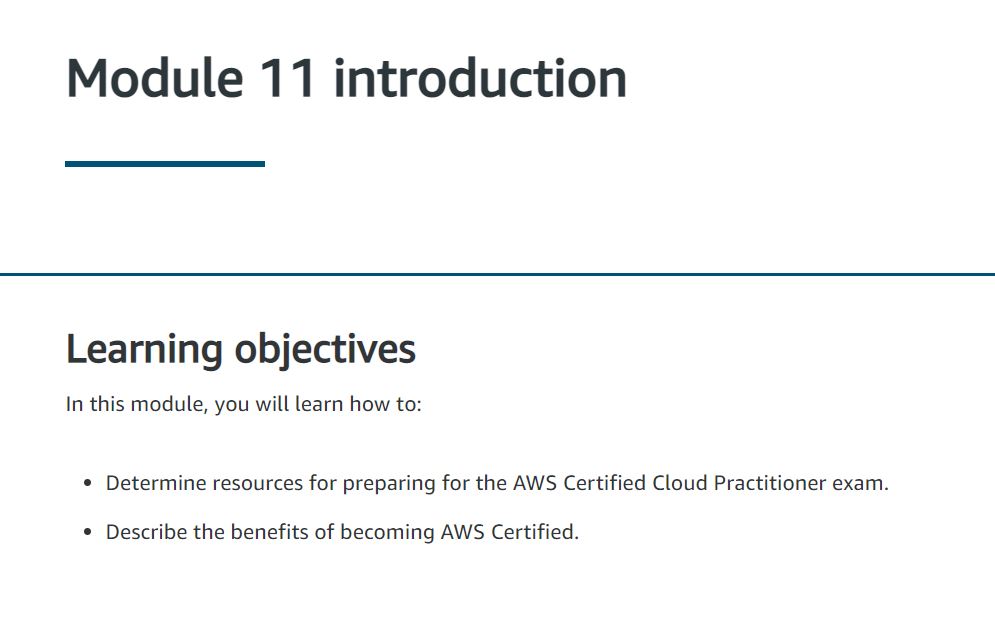 Module 11 introduction
Learning objectives
In this module, you will learn how to:
• Determine resources for preparing for the AWS Certified Cloud Practitioner exam.
• Describe the benefits of becoming AWS Certified.